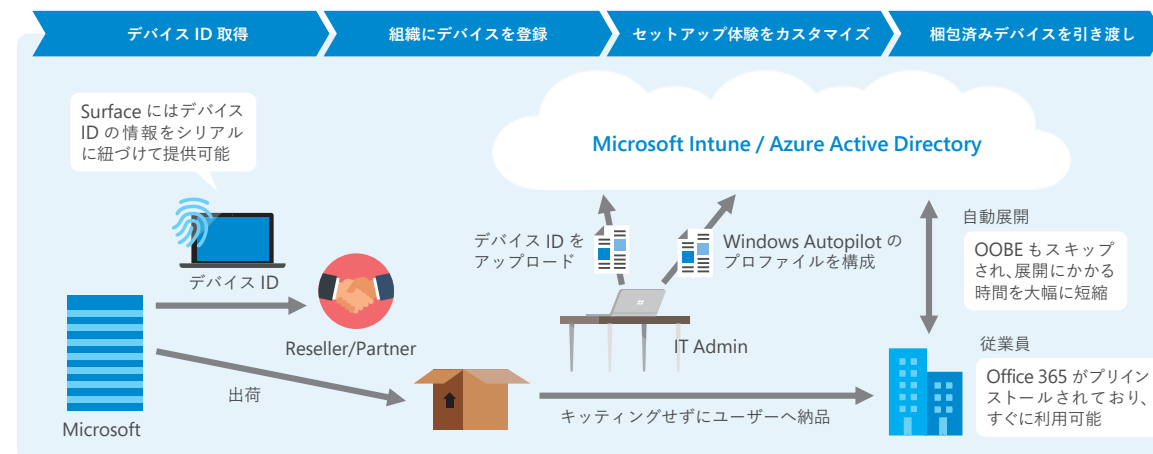 デバイス ID 取得
組織にデバイスを登録
セットアップ体験をカスタマイズ
梱包済みデバイスを引き渡し
Surface にはデバイス
ID の情報をシリアル
に紐づけて提供可能
Microsoft Intune / Azure Active Directory
デバイス ID
デバイス ID を
アップロード
Windows Autopilot の
プロファイルを構成
自動展開
OOBE もスキップ
され、展開にかかる
時間を大幅に短縮
Reseller/Partner
IT Admin
従業員
Office 365 がプリイン
ストールされており、
すぐに利用可能
出荷
キッティングせずにユーザーへ納品
Microsoft